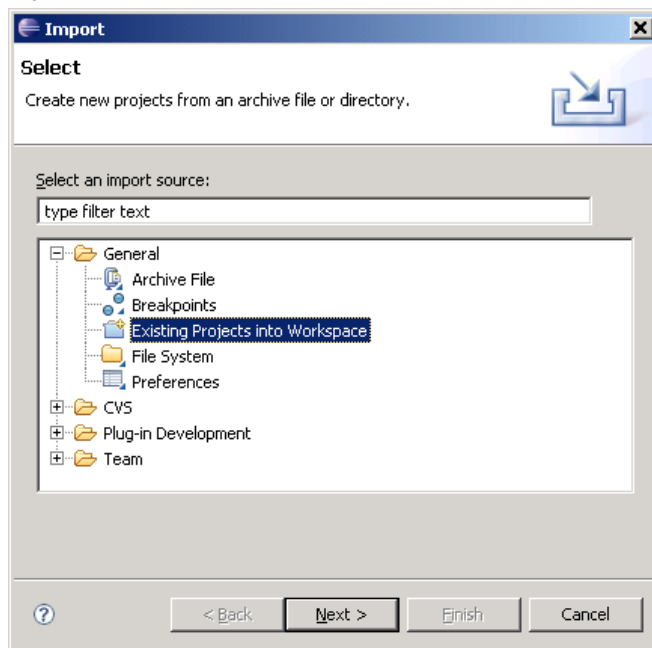 Import
Select
Create new projects from an archive file or directory.
Select an import source:
type filter text
General
Archive File
Breakpoints
Existing Projects into Workspace
File System
Preferences
CVS
Plug-in Development
Team
< Back
Next >
Finish
Cancel